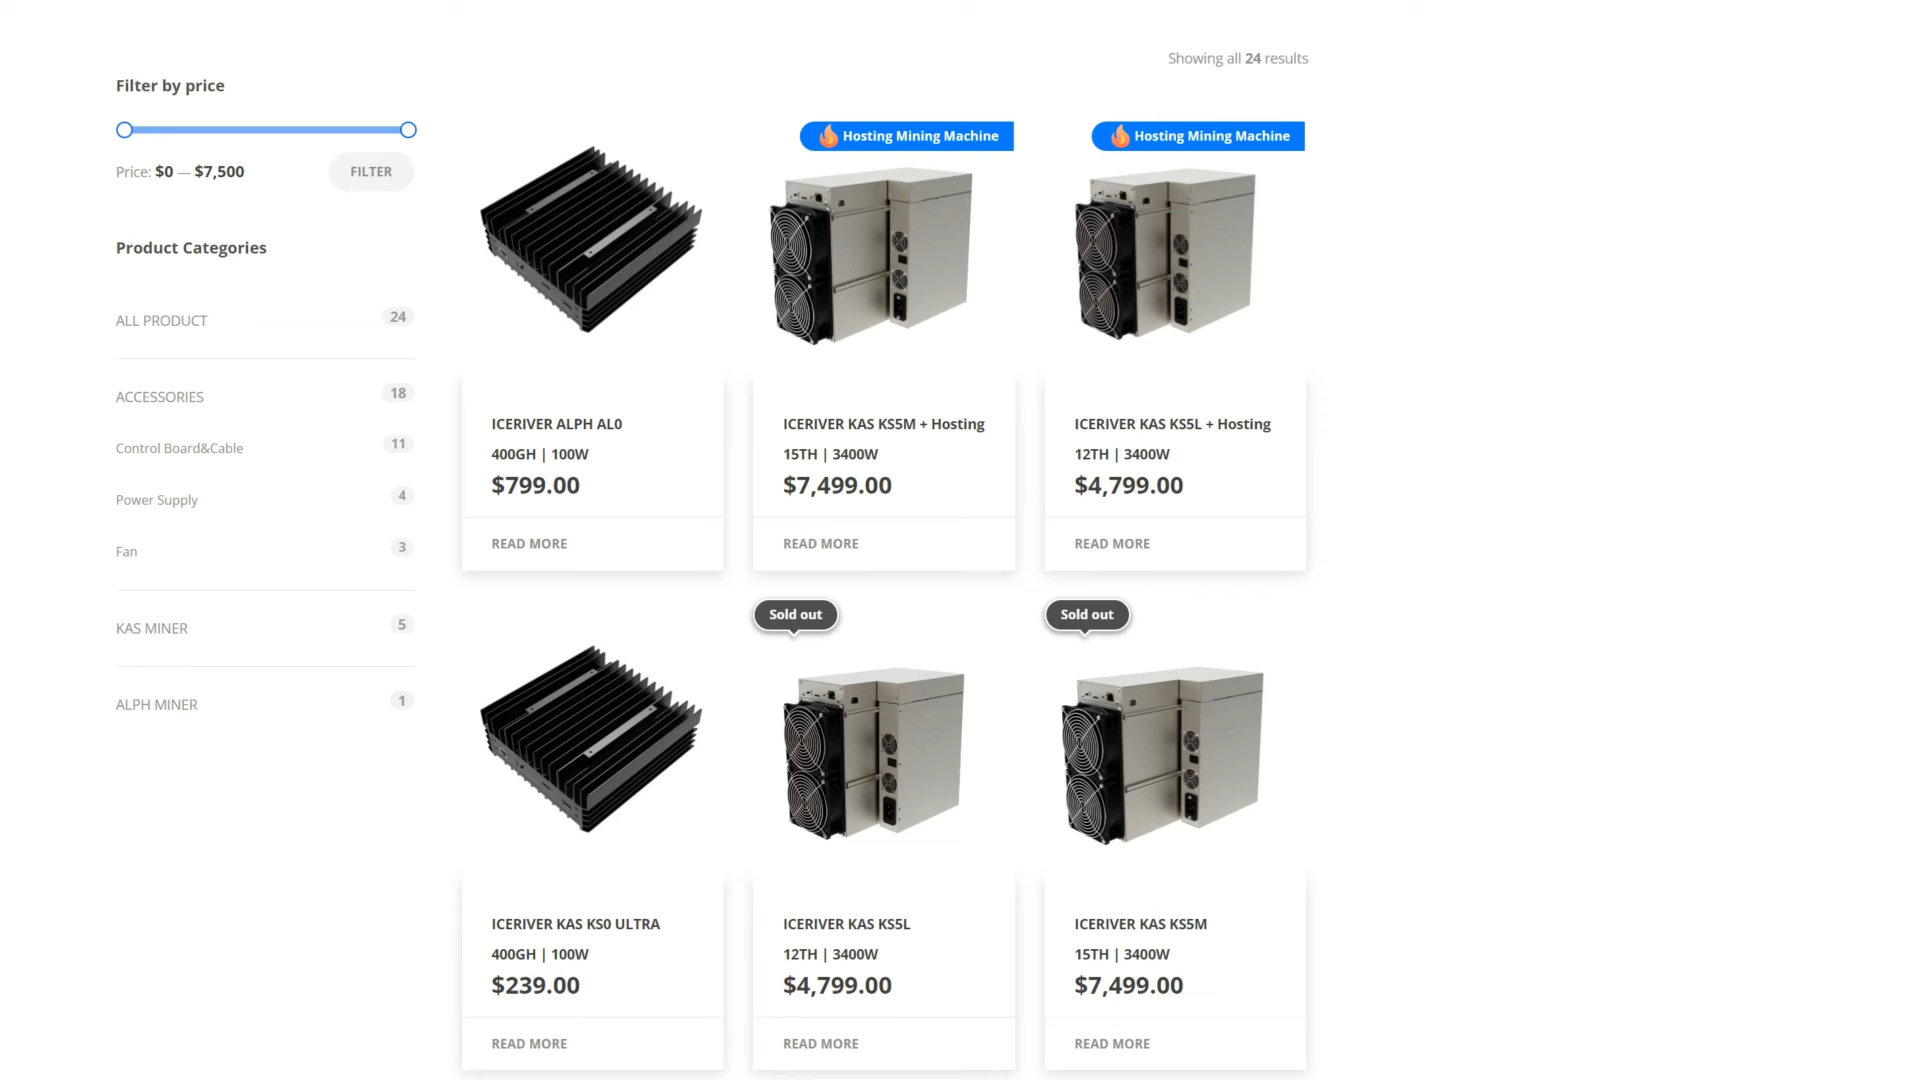 Showing all 24 results
Filter by price
Price: $0 — $7,500
FILTER
Product Categories
ALL PRODUCT 24
ACCESSORIES 18
Control Board&Cable 11
Power Supply 4
Fan 3
KAS MINER 5
ALPH MINER 1
ICERIVER ALPH AL0
400GH | 100W
$799.00
READ MORE
Hosting Mining Machine
ICERIVER KAS KS5M + Hosting
15TH | 3400W
$7,499.00
READ MORE
Hosting Mining Machine
ICERIVER KAS KS5L + Hosting
12TH | 3400W
$4,799.00
READ MORE
ICERIVER KAS KS0 ULTRA
400GH | 100W
$239.00
READ MORE
Sold out
ICERIVER KAS KS5L
12TH | 3400W
$4,799.00
READ MORE
Sold out
ICERIVER KAS KS5M
15TH | 3400W
$7,499.00
READ MORE